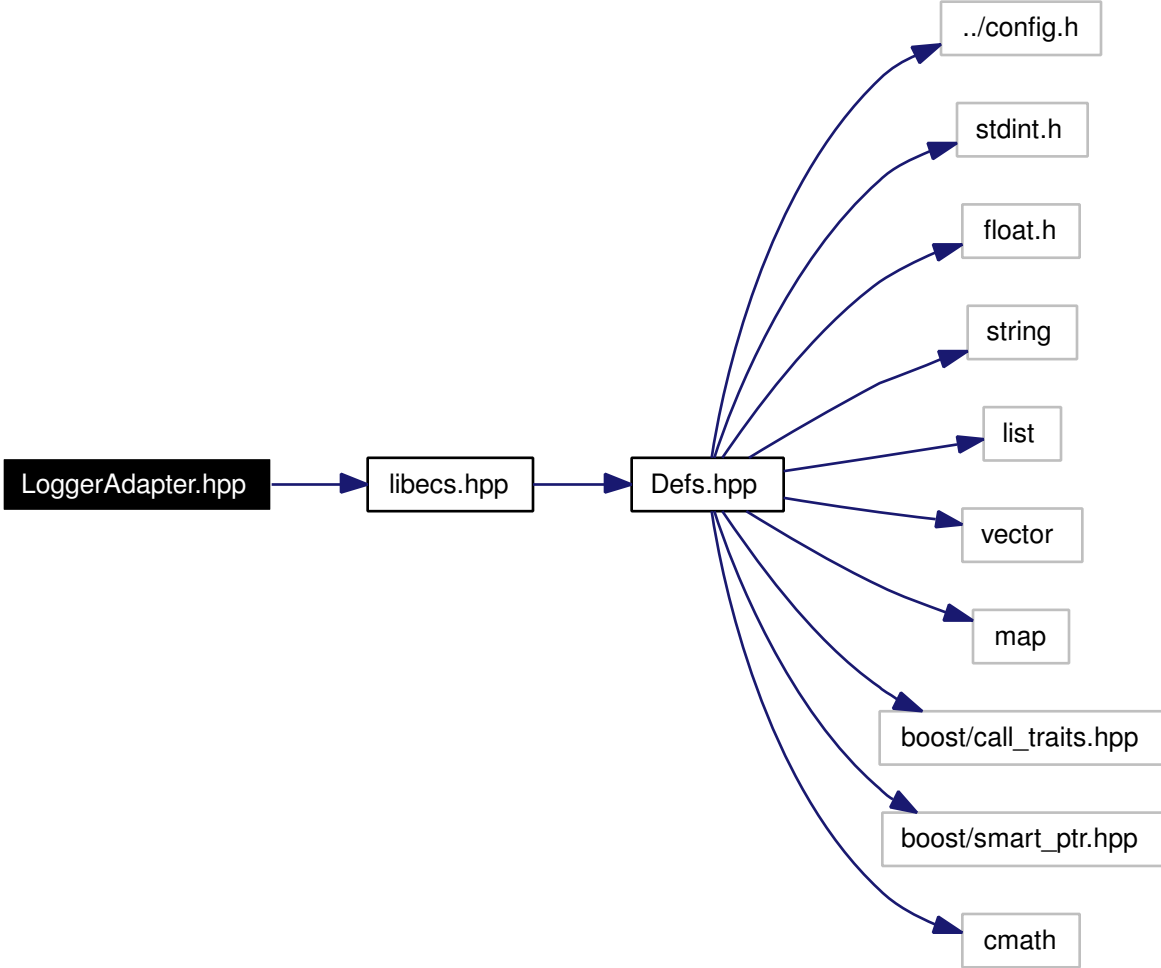 ../config.h
stdint.h
float.h
string
list
LoggerAdapter.hpp
libecs.hpp
Defs.hpp
vector
map
boost/call_traits.hpp
boost/smart_ptr.hpp
cmath